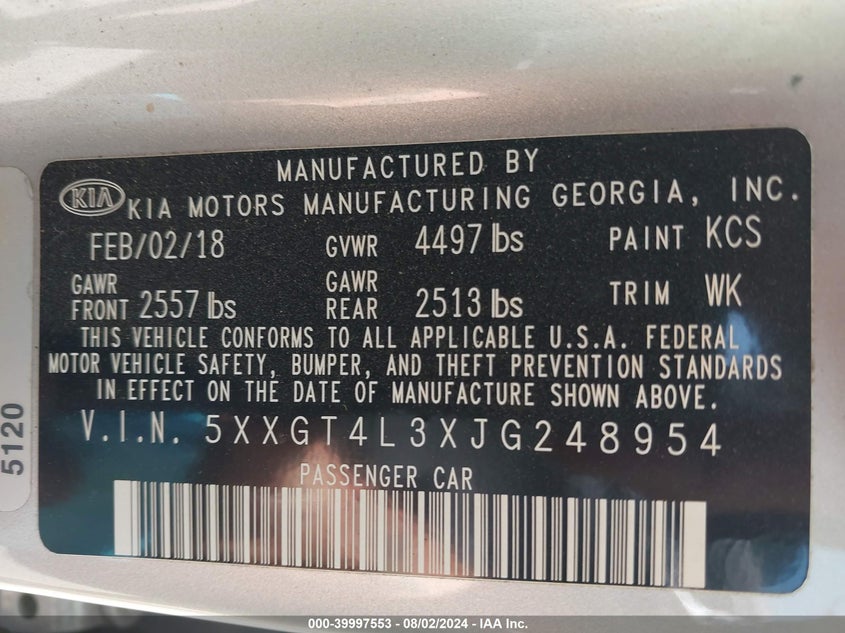 MANUFACTURED BY
KIA KIA MOTORS MANUFACTURING GEORGIA, INC.
FEB/02/18 GVWR 4497 lbs PAINT KCS
GAWR FRONT 2557 lbs GAWR REAR 2513 lbs TRIM WK
THIS VEHICLE CONFORMS TO ALL APPLICABLE U.S.A. FEDERAL
MOTOR VEHICLE SAFETY, BUMPER, AND THEFT PREVENTION STANDARDS
IN EFFECT ON THE DATE OF MANUFACTURE SHOWN ABOVE.
V.I.N. 5XXGT4L3XJG248954
PASSENGER CAR
5120
000-39997553 - 08/02/2024 - IAA Inc.